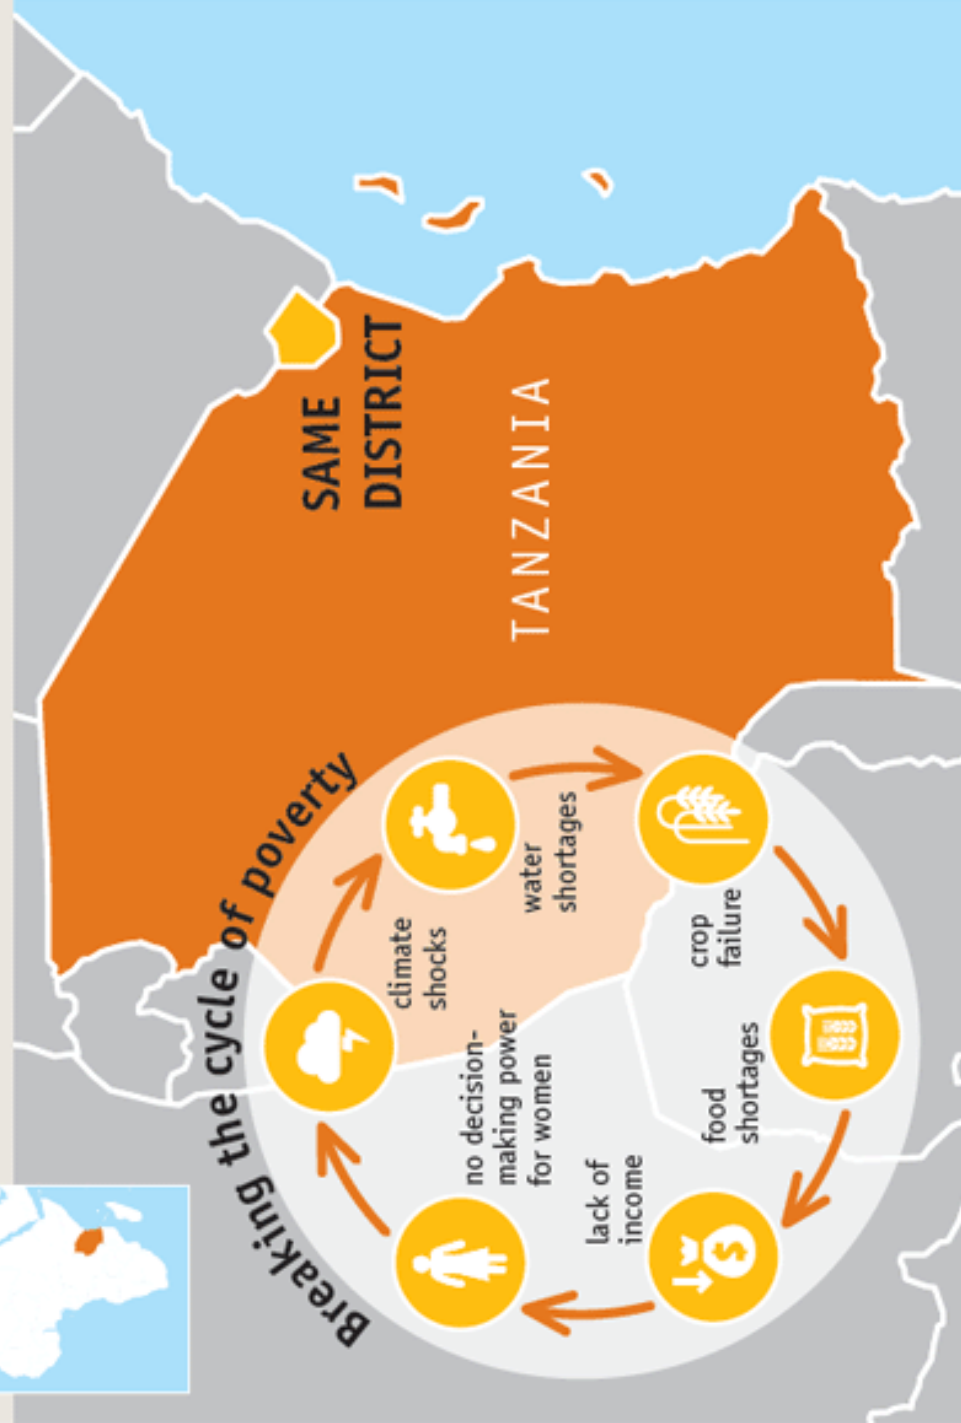 Breaking the cycle of poverty
climate
shocks
water
shortages
crop
failure
food
shortages
lack of
income
no decision-
making power
for women
SAME
DISTRICT
TANZANIA